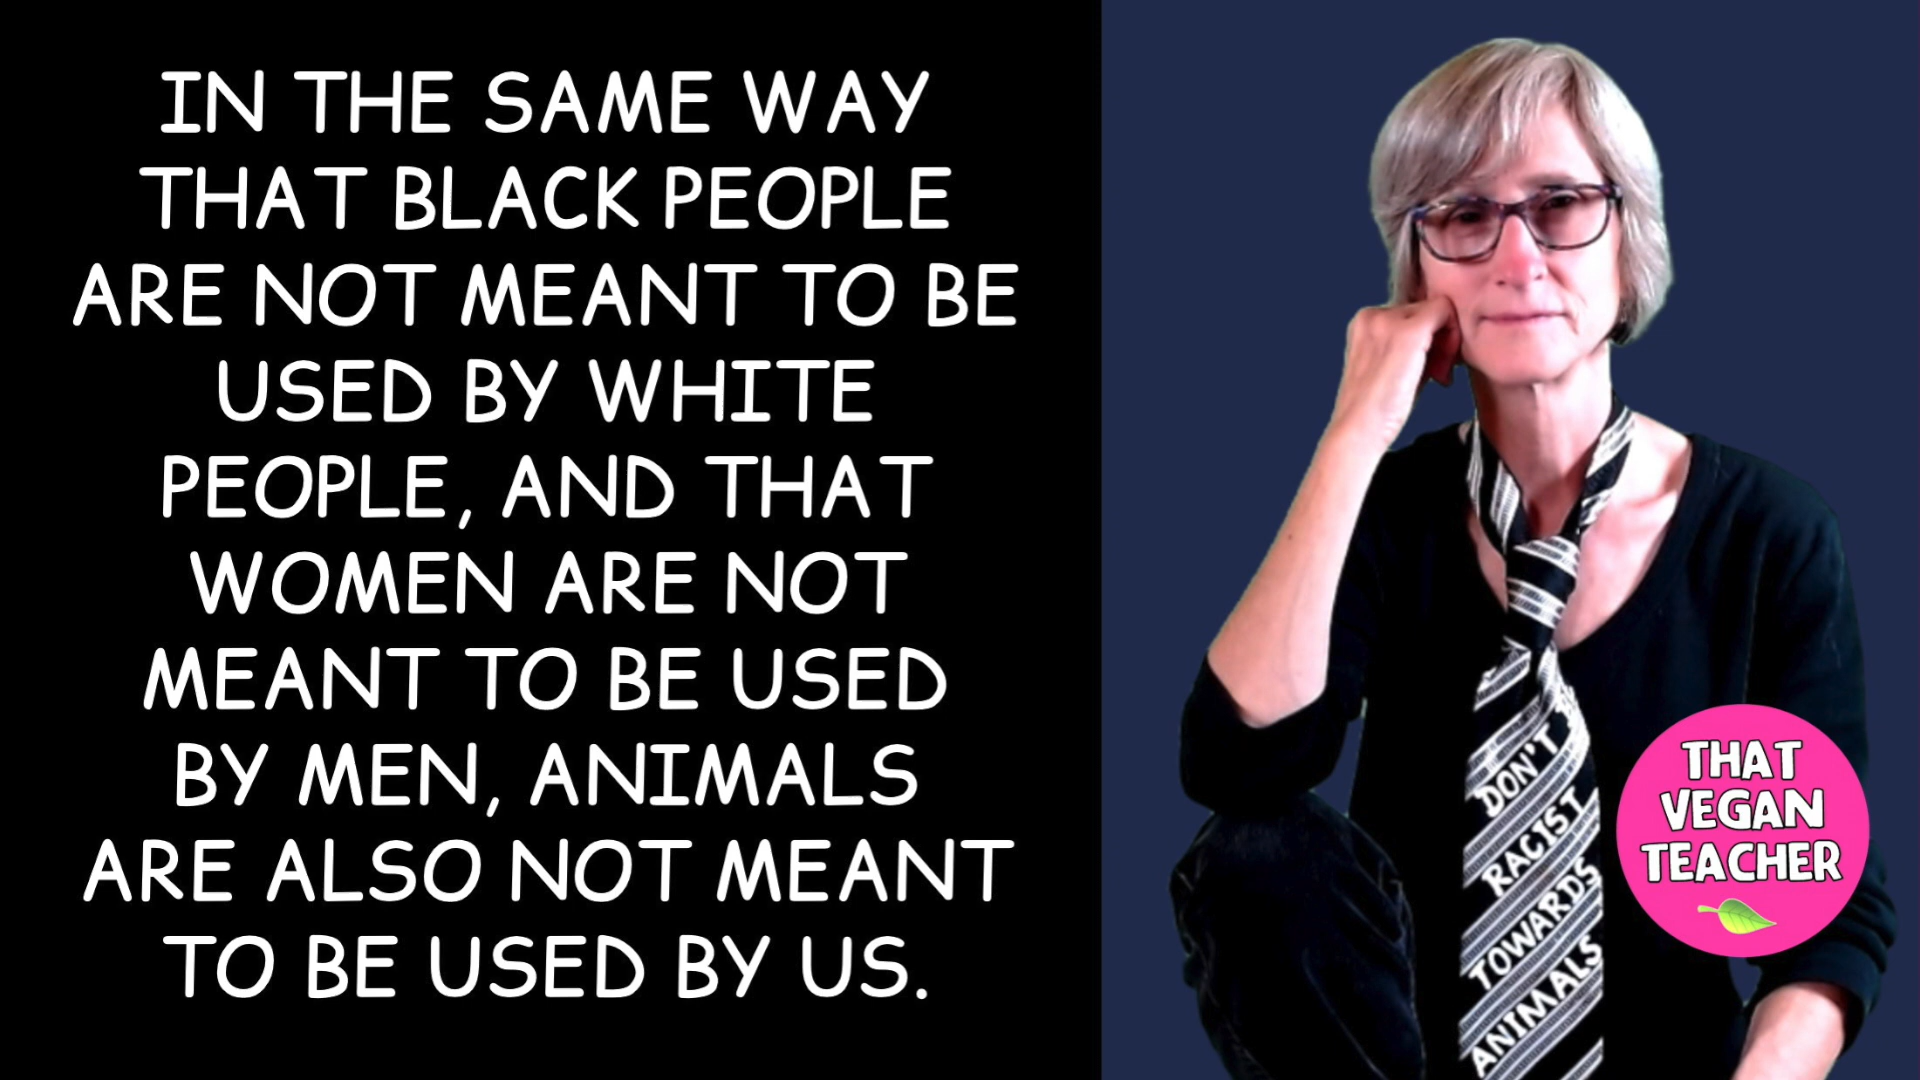 IN THE SAME WAY
THAT BLACK PEOPLE
ARE NOT MEANT TO BE
USED BY WHITE
PEOPLE, AND THAT
WOMEN ARE NOT
MEANT TO BE USED
BY MEN, ANIMALS
ARE ALSO NOT MEANT
TO BE USED BY US.
DON'T
RACIST
TOWARDS
ANIMALS
THAT
VEGAN
TEACHER